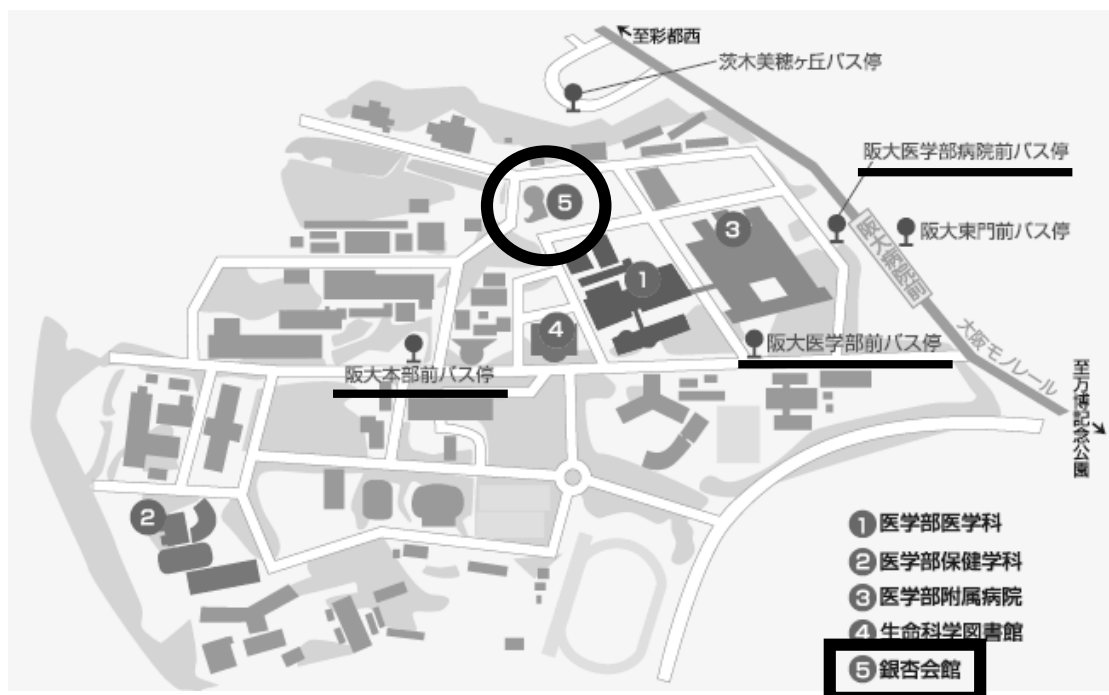 至彩都西
茨木美穂ヶ丘バス停
阪大医学部病院前バス停
5
3
阪大東門前バス停
阪大病院前
1
4
阪大医学部前バス停
大阪モノレール
阪大本部前バス停
至万博記念公園
2
1 医学部医学科
2 医学部保健学科
3 医学部附属病院
4 生命科学図書館
5 銀杏会館